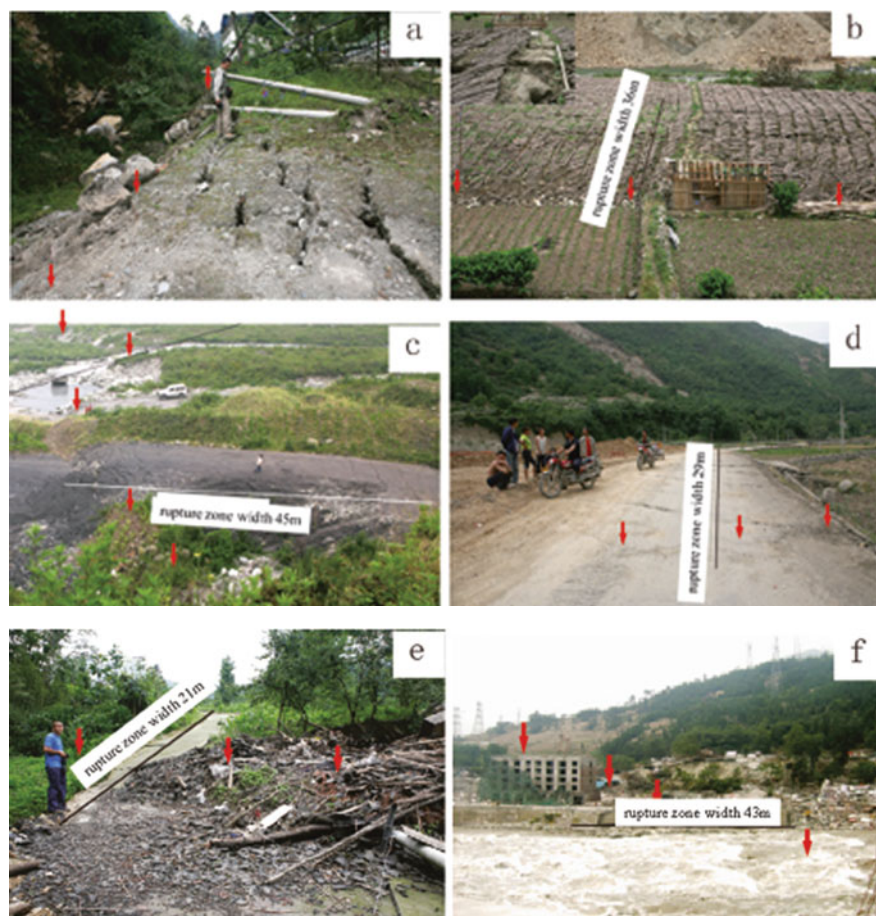 a
b
rupture zone width 36m
c
rupture zone width 45m
d
rupture zone width 29m
e
rupture zone width 21m
f
rupture zone width 43m